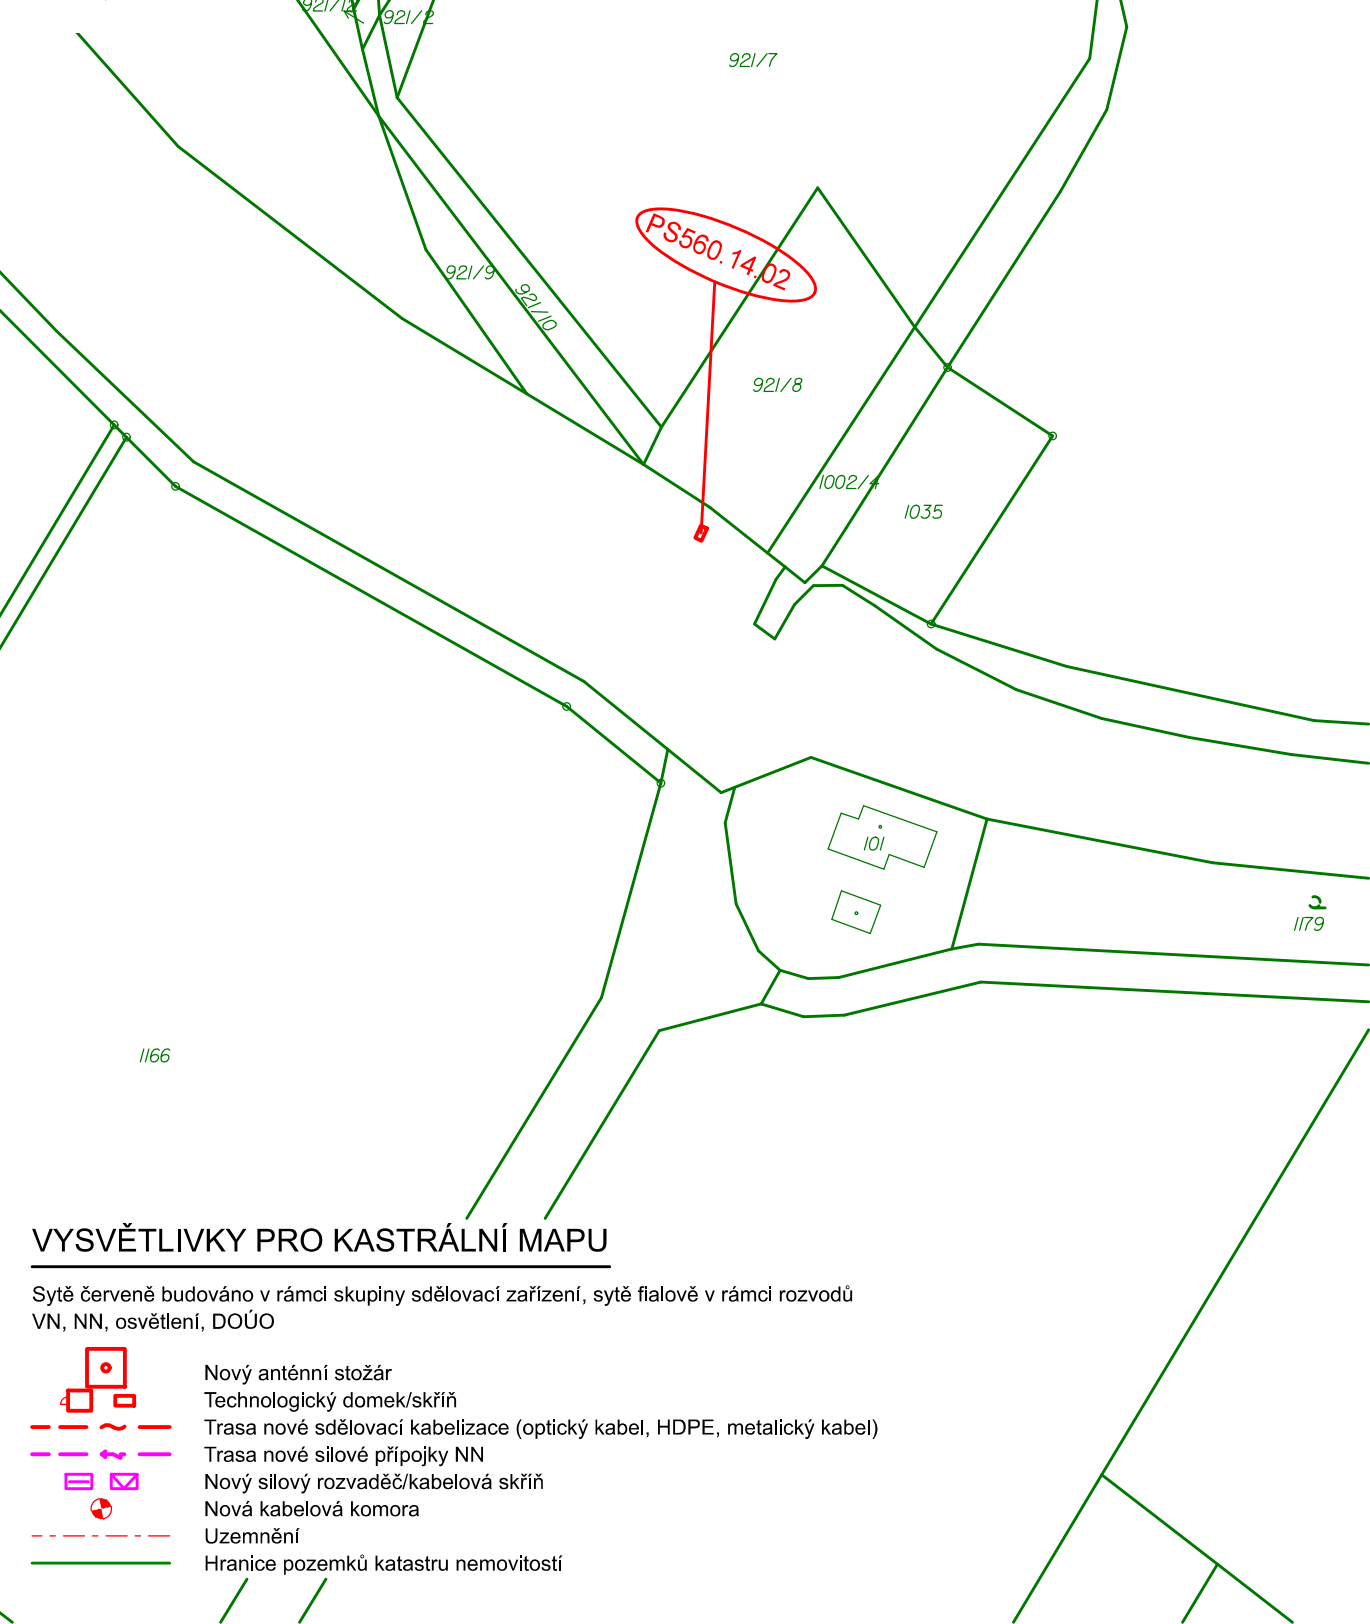 921/12
921/2
921/7
PS560.14.02
921/9
921/10
921/8
1002/4
1035
101
1179
1166
VYSVĚTLIVKY PRO KASTRÁLNÍ MAPU
Sytě červeně budováno v rámci skupiny sdělovací zařízení, sytě fialově v rámci rozvodů
VN, NN, osvětlení, DOÚO
Nový anténní stožár
Technologický domek/skříň
Trasa nové sdělovací kabelizace (optický kabel, HDPE, metalický kabel)
Trasa nové silové přípojky NN
Nový silový rozvaděč/kabelová skříň
Nová kabelová komora
Uzemnění
Hranice pozemků katastru nemovitostí